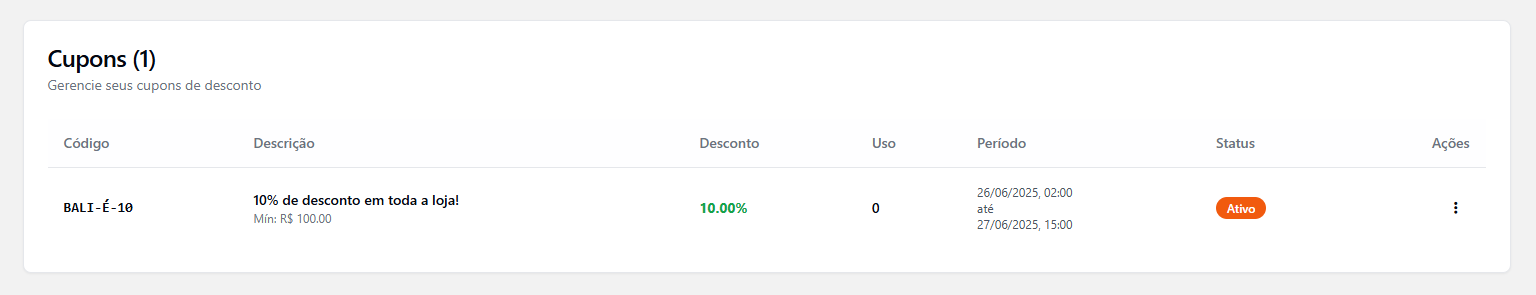 Cupons (1)
Gerencie seus cupons de desconto
Código Descrição Desconto Uso Período Status Ações
BALI-É-10
10% de desconto em toda a loja!
Mín: R$ 100.00
10.00%
0
26/06/2025, 02:00
até
27/06/2025, 15:00
Ativo